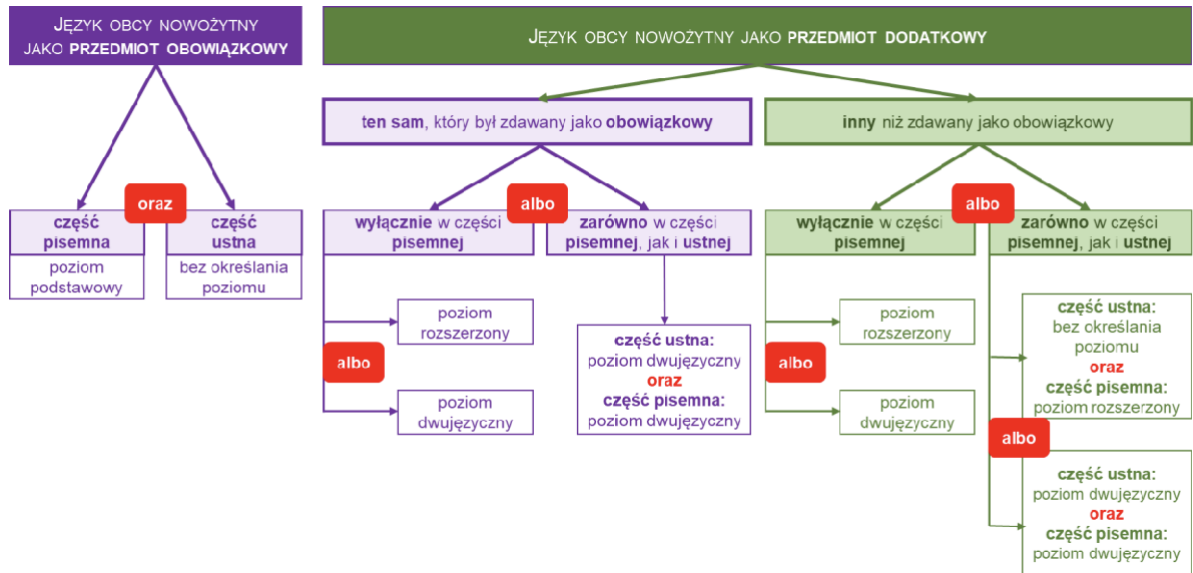 JĘZYK OBCY NOWOŻYTNY
JAKO PRZEDMIOT OBOWIĄZKOWY
część
pisemna
oraz
część
ustna
poziom
podstawowy
bez określania
poziomu
JĘZYK OBCY NOWOŻYTNY JAKO PRZEDMIOT DODATKOWY
ten sam, który był zdawany jako obowiązkowy
wyłącznie w części
pisemnej
albo
zarówno w części
pisemnej, jak i ustnej
poziom
rozszerzony
albo
poziom
dwujęzyczny
część ustna:
poziom dwujęzyczny
oraz
część pisemna:
poziom dwujęzyczny
inny niż zdawany jako obowiązkowy
wyłącznie w części
pisemnej
albo
zarówno w części
pisemnej, jak i ustnej
poziom
rozszerzony
albo
poziom
dwujęzyczny
część ustna:
bez określania
poziomu
oraz
część pisemna:
poziom rozszerzony
albo
część ustna:
poziom dwujęzyczny
oraz
część pisemna:
poziom dwujęzyczny